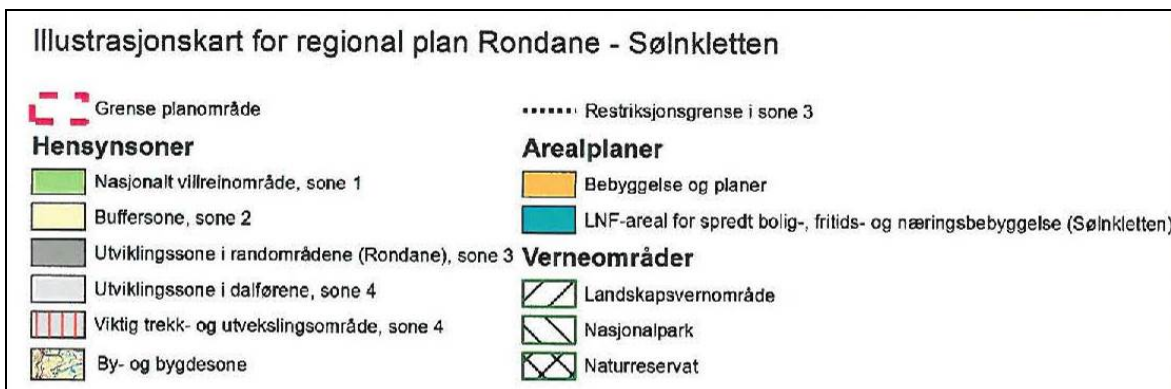 Illustrasjonskart for regional plan Rondane - Sølnkletten
Grense planområde
Hensynsoner
Nasjonalt villreinområde, sone 1
Buffersone, sone 2
Utviklingssone i randområdene (Rondane), sone 3
Utviklingssone i dalførene, sone 4
Viktig trekk- og utvekslingsområde, sone 4
By- og bygdesone
Restriksjonsgrense i sone 3
Arealplaner
Bebyggelse og planer
LNF-areal for spredt bolig-, fritids- og næringsbebyggelse (Sølnkletten)
Verneområder
Landskapsvernområde
Nasjonalpark
Naturreservat